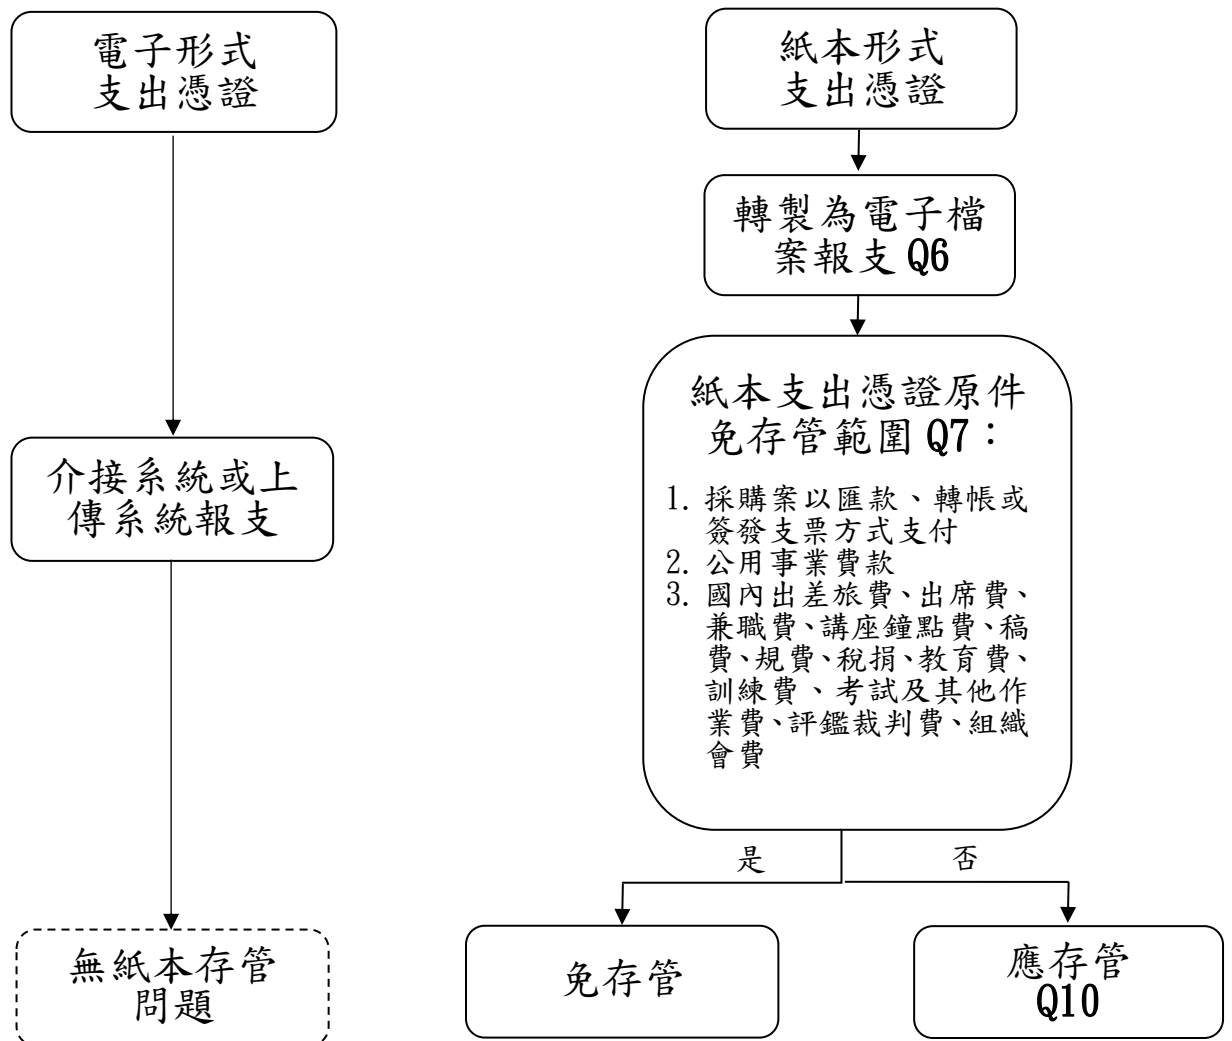 電子形式
支出憑證
介接系統或上
傳系統報支
無紙本存管
問題
紙本形式
支出憑證
轉製為電子檔
案報支 Q6
紙本支出憑證原件
免存管範圍 Q7：
1. 採購案以匯款、轉帳或
簽發支票方式支付
2. 公用事業費款
3. 國內出差旅費、出席費、
兼職費、講座鐘點費、稿
費、規費、稅捐、教育費、
訓練費、考試及其他作
業費、評鑑裁判費、組織
會費
是
否
免存管
應存管
Q10